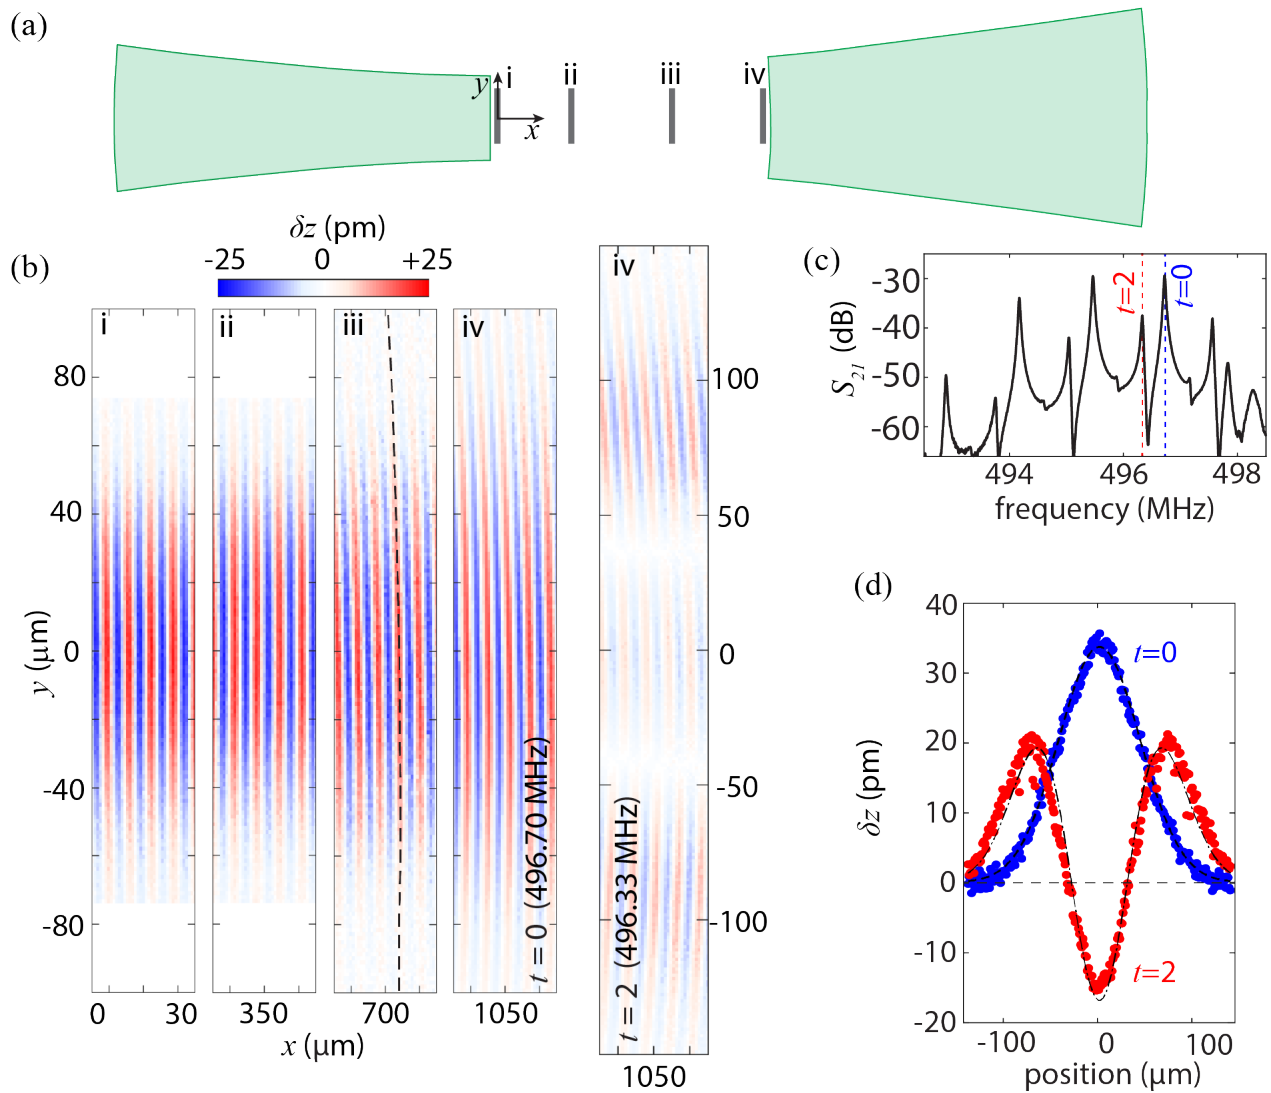 (a)
y
i
ii
iii
iv
x
δz (pm)
-25 0 +25
(b)
i
ii
iii
iv
iv
80
40
0
-40
-80
y (μm)
t = 0 (496.70 MHz)
0 30
350
700
1050
x (μm)
100
50
0
-50
-100
t = 2 (496.33 MHz)
1050
(c)
-30
-40
-50
-60
S21 (dB)
t=2
t=0
494 496 498
frequency (MHz)
(d)
40
30
20
10
0
-10
-20
δz (pm)
t=0
t=2
-100 0 100
position (μm)